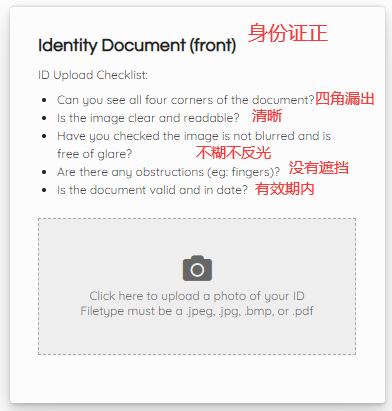 Identity Document (front) 身份证正
ID Upload Checklist:
• Can you see all four corners of the document? 四角漏出
• Is the image clear and readable? 清晰
• Have you checked the image is not blurred and is
free of glare? 不糊不反光
• Are there any obstructions (eg: fingers)? 没有遮挡
• Is the document valid and in date? 有效期内
Click here to upload a photo of your ID
Filetype must be a .jpeg, .jpg, .bmp, or .pdf